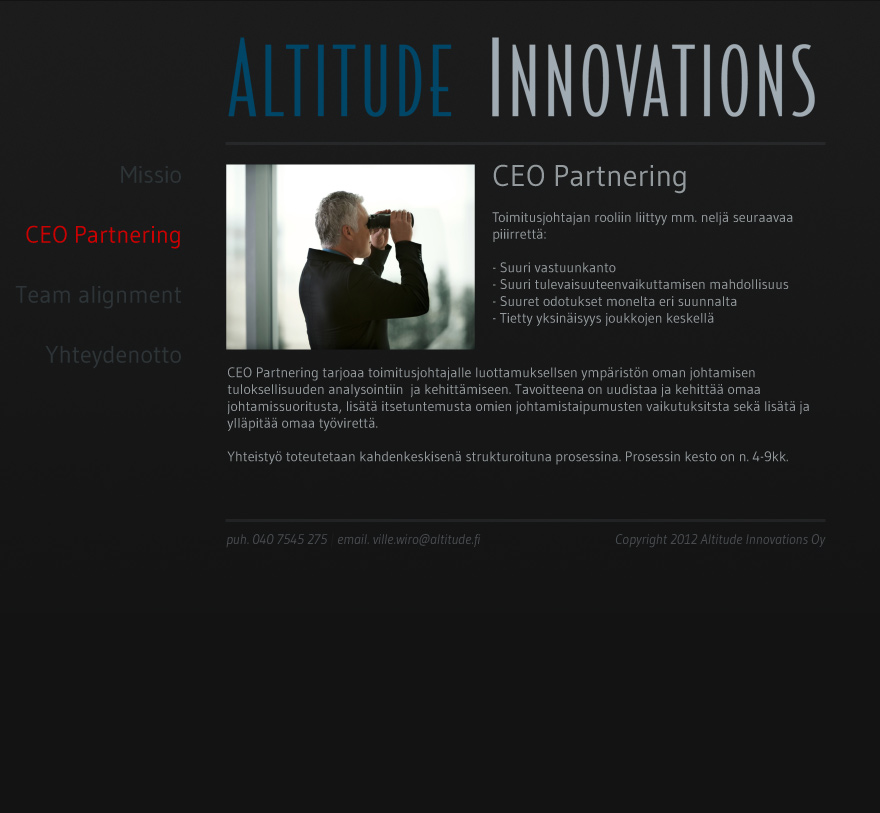 ALTITUDE INNOVATIONS
Missio
CEO Partnering
Team alignment
Yhteydenotto
CEO Partnering
Toimitusjohtajan rooliin liittyy mm. neljä seuraavaa
piiirrettä:
- Suuri vastuunkanto
- Suuri tulevaisuuteenvaikuttamisen mahdollisuus
- Suuret odotukset monelta eri suunnalta
- Tietty yksinäisyys joukkojen keskellä
CEO Partnering tarjoaa toimitusjohtajalle luottamuksellsen ympäristön oman johtamisen
tuloksellisuuden analysointiin  ja kehittämiseen. Tavoitteena on uudistaa ja kehittää omaa
johtamissuoritusta, lisätä itsetuntemusta omien johtamistaipumusten vaikutuksitsta sekä lisätä ja
ylläpitää omaa työvirettä.
Yhteistyö toteutetaan kahdenkeskisenä strukturoituna prosessina. Prosessin kesto on n. 4-9kk.
puh. 040 7545 275 | email. ville.wiro@altitude.fi
Copyright 2012 Altitude Innovations Oy